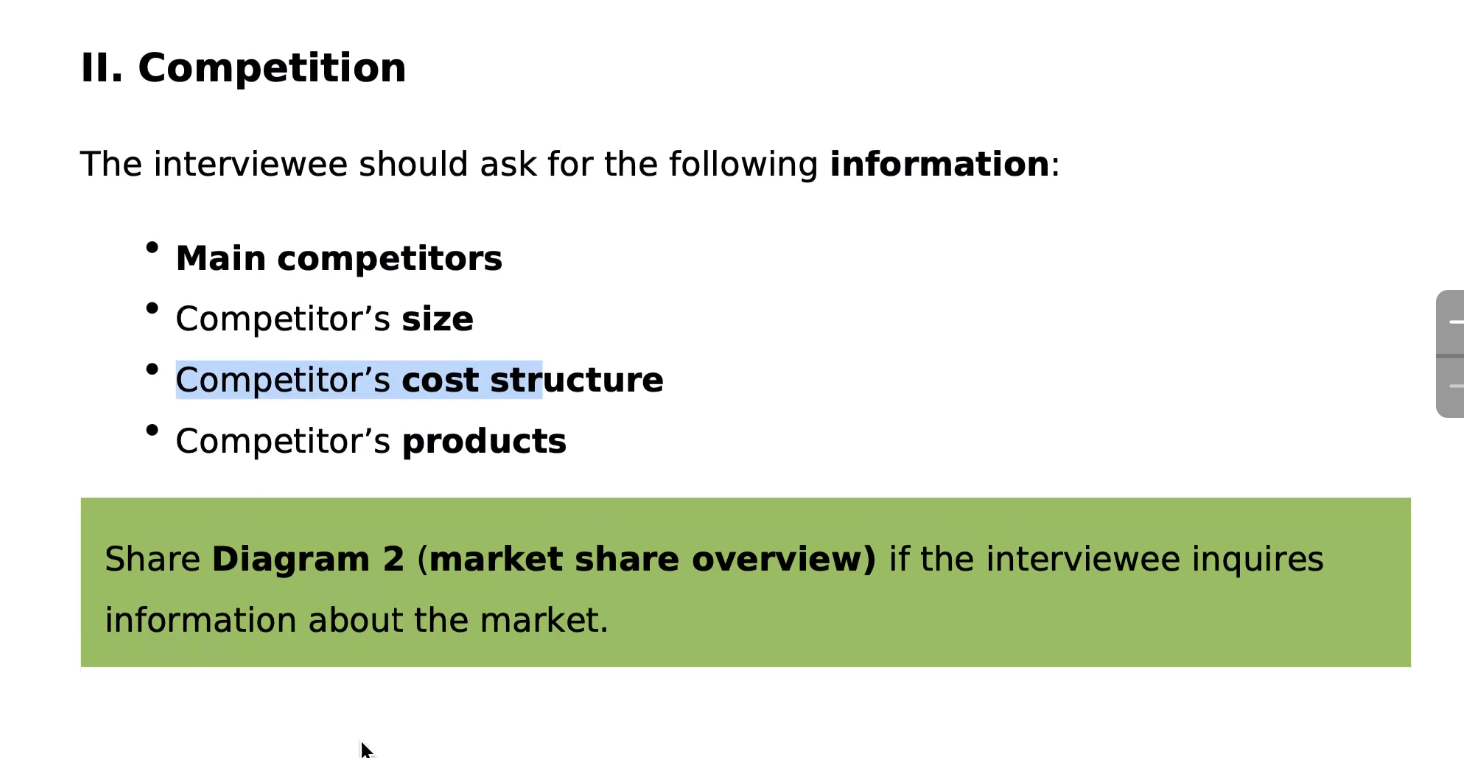 II. Competition
The interviewee should ask for the following information:
• Main competitors
• Competitor’s size
• Competitor’s cost structure
• Competitor’s products
Share Diagram 2 (market share overview) if the interviewee inquires
information about the market.